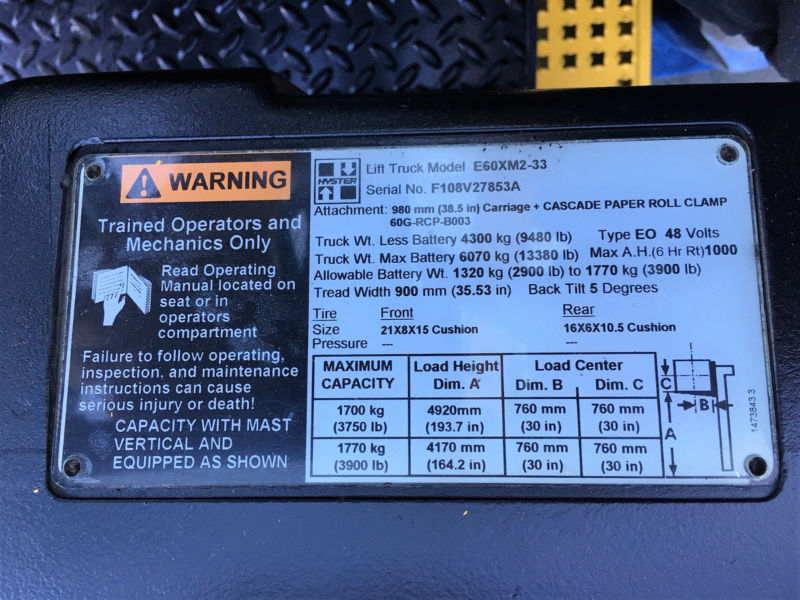 WARNING
Trained Operators and
Mechanics Only
Read Operating
Manual located on
seat or in
operators
compartment
Failure to follow operating,
inspection, and maintenance
instructions can cause
serious injury or death!
CAPACITY WITH MAST
VERTICAL AND
EQUIPPED AS SHOWN
HYSTER
Lift Truck Model E60XM2-33
Serial No. F108V27853A
Attachment: 980 mm (38.5 in) Carriage + CASCADE PAPER ROLL CLAMP
60G-RCP-B003
Truck Wt. Less Battery 4300 kg (9480 lb) Type EO 48 Volts
Truck Wt. Max Battery 6070 kg (13380 lb) Max A.H.(6 Hr Rt)1000
Allowable Battery Wt. 1320 kg (2900 lb) to 1770 kg (3900 lb)
Tread Width 900 mm (35.53 in) Back Tilt 5 Degrees
Tire Front Rear
Size 21X8X15 Cushion 16X6X10.5 Cushion
Pressure --- ---
MAXIMUM Load Height Load Center
CAPACITY Dim. A Dim. B Dim. C
1700 kg 4920mm 760 mm 760 mm
(3750 lb) (193.7 in) (30 in) (30 in)
1770 kg 4170 mm 760 mm 760 mm
(3900 lb) (164.2 in) (30 in) (30 in)
C
B
A
1473843 3